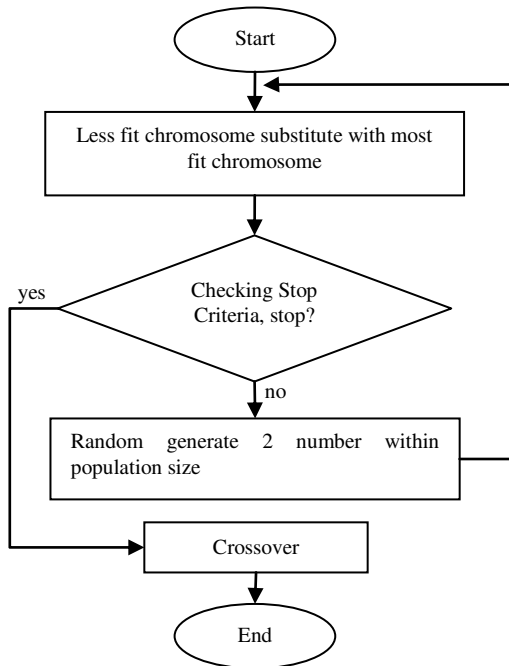 Start
Less fit chromosome substitute with most
fit chromosome
yes
Checking Stop
Criteria, stop?
no
Random generate 2 number within
population size
Crossover
End